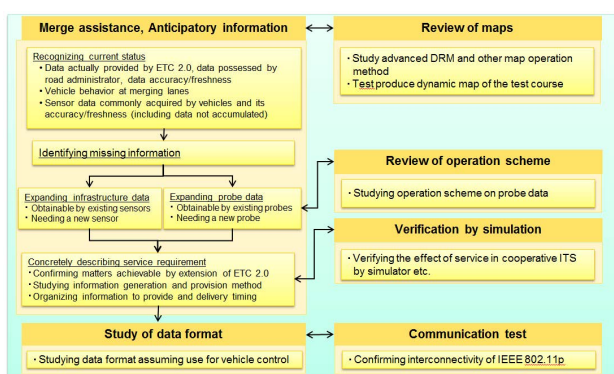 Merge assistance, Anticipatory information
Recognizing current status
• Data actually provided by ETC 2.0, data possessed by
road administrator, data accuracy/freshness
• Vehicle behavior at merging lanes
• Sensor data commonly acquired by vehicles and its
accuracy/freshness (including data not accumulated)
Identifying missing information
Expanding infrastructure data
• Obtainable by existing sensors
• Needing a new sensor
Expanding probe data
• Obtainable by existing probes
• Needing a new probe
Concretely describing service requirement
• Confirming matters achievable by extension of ETC 2.0
• Studying information generation and provision method
• Organizing information to provide and delivery timing
Study of data format
• Studying data format assuming use for vehicle control
Review of maps
• Study advanced DRM and other map operation
method
• Test produce dynamic map of the test course
Review of operation scheme
• Studying operation scheme on probe data
Verification by simulation
• Verifying the effect of service in cooperative ITS
by simulator etc.
Communication test
• Confirming interconnectivity of IEEE 802.11p